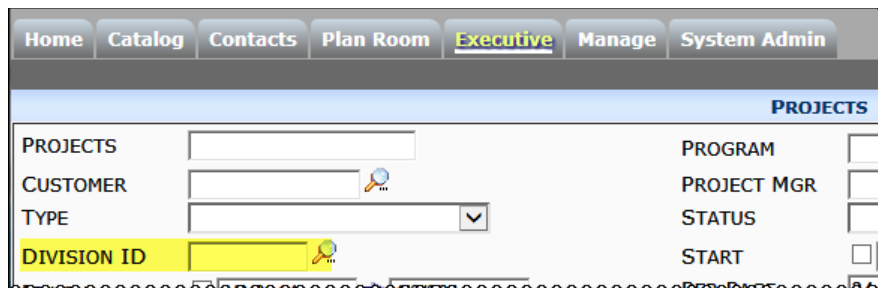 Home Catalog Contacts Plan Room Executive Manage System Admin
PROJECTS
PROJECTS PROGRAM
CUSTOMER PROJECT MGR
TYPE STATUS
DIVISION ID START